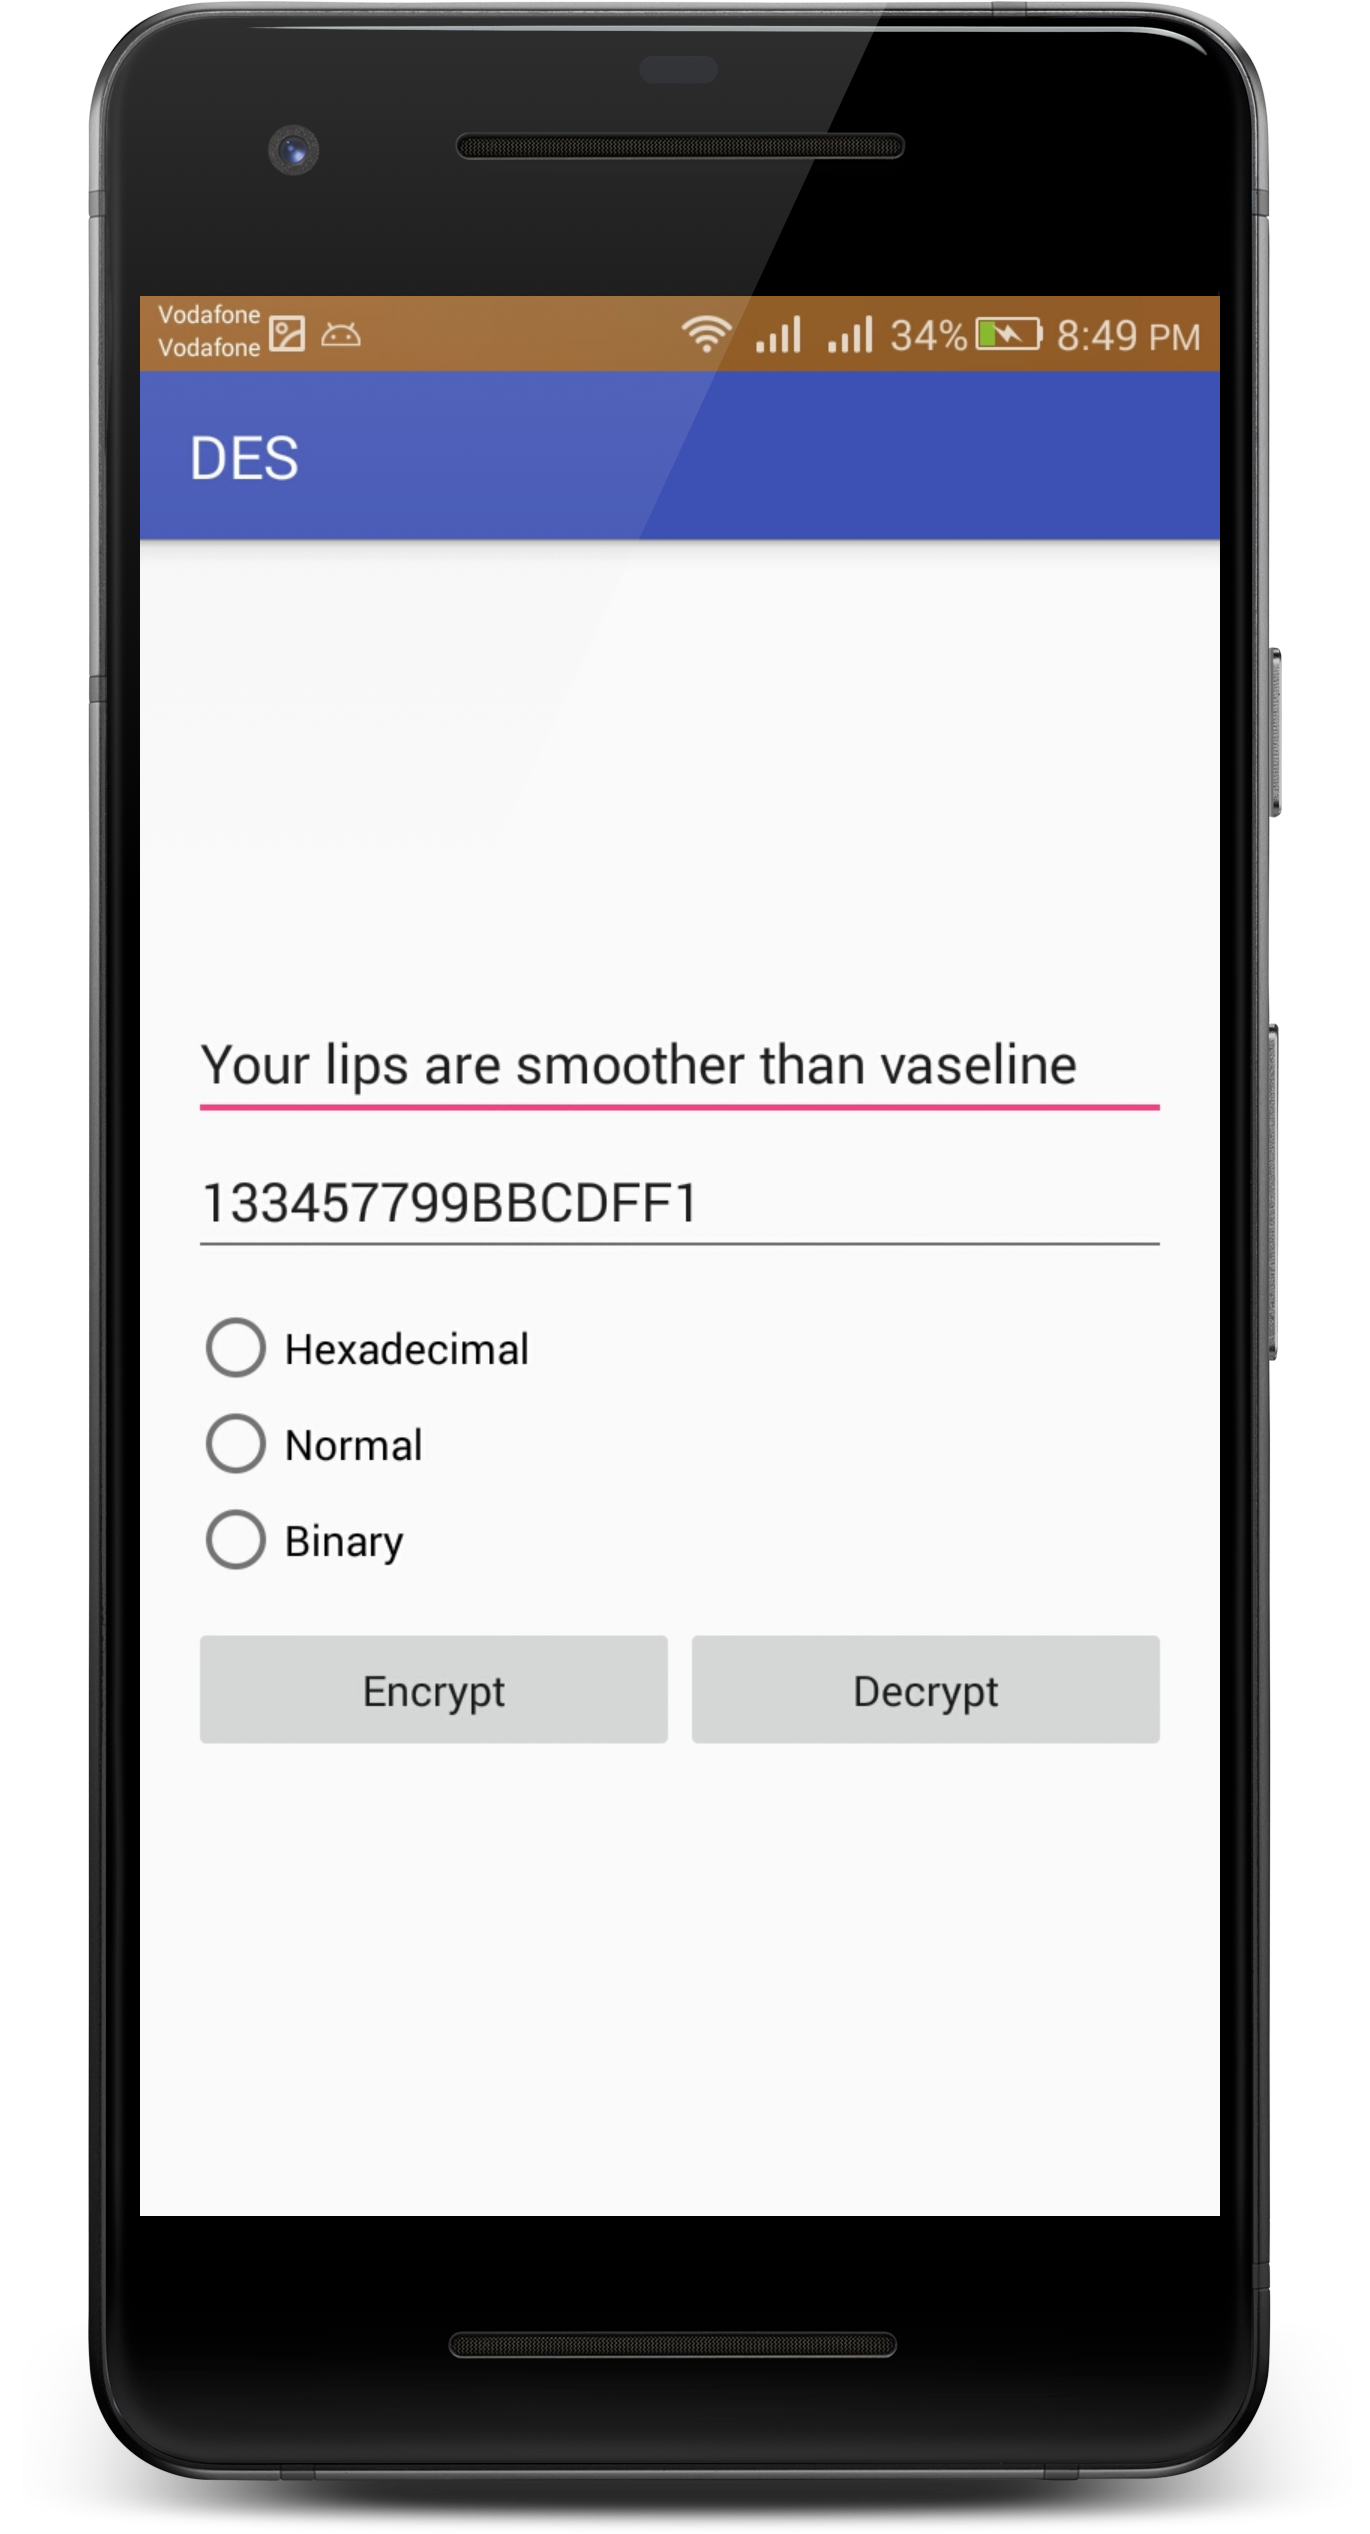 Vodafone
Vodafone
34% 8:49 PM
DES
Your lips are smoother than vaseline
133457799BBCDFF1
Hexadecimal
Normal
Binary
Encrypt Decrypt